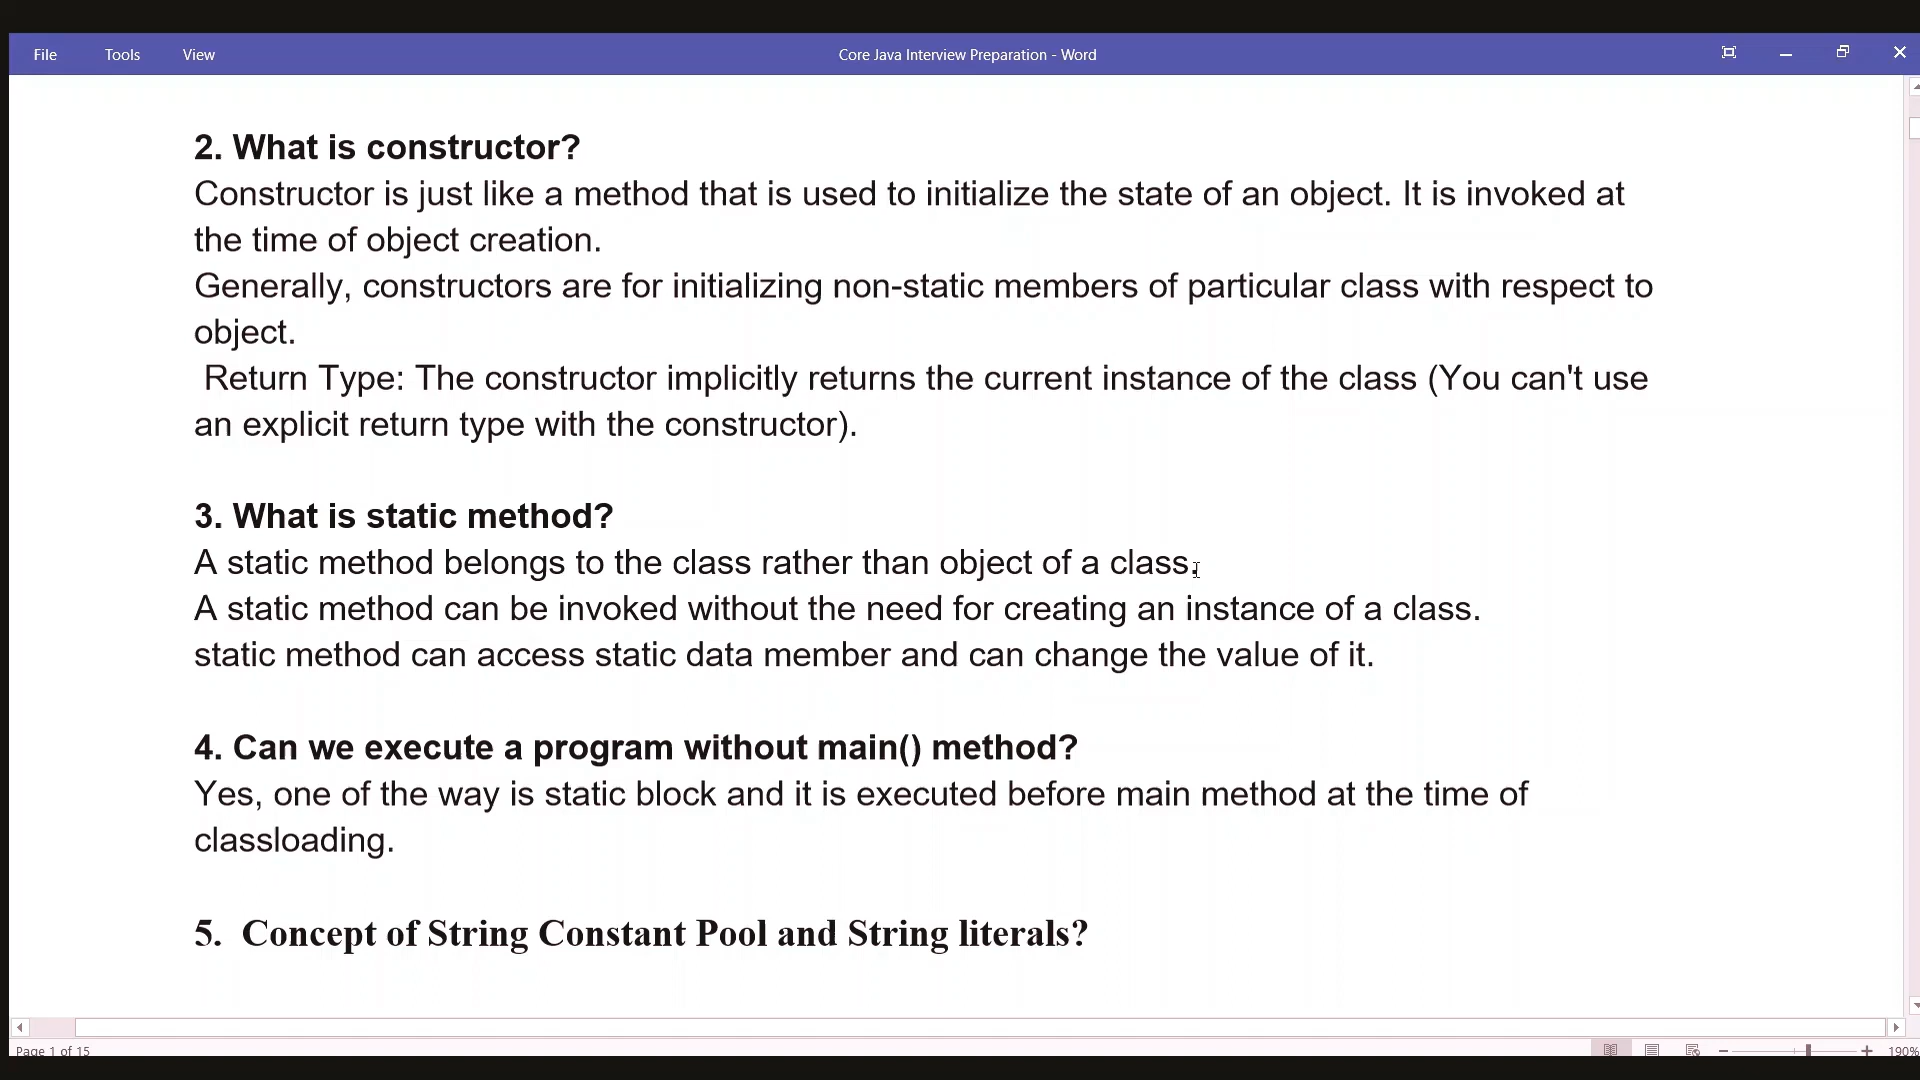 File Tools View Core Java Interview Preparation - Word
2. What is constructor?
Constructor is just like a method that is used to initialize the state of an object. It is invoked at
the time of object creation.
Generally, constructors are for initializing non-static members of particular class with respect to
object.
Return Type: The constructor implicitly returns the current instance of the class (You can't use
an explicit return type with the constructor).
3. What is static method?
A static method belongs to the class rather than object of a class.
A static method can be invoked without the need for creating an instance of a class.
static method can access static data member and can change the value of it.
4. Can we execute a program without main() method?
Yes, one of the way is static block and it is executed before main method at the time of
classloading.
5. Concept of String Constant Pool and String literals?
Page 1 of 15 190%